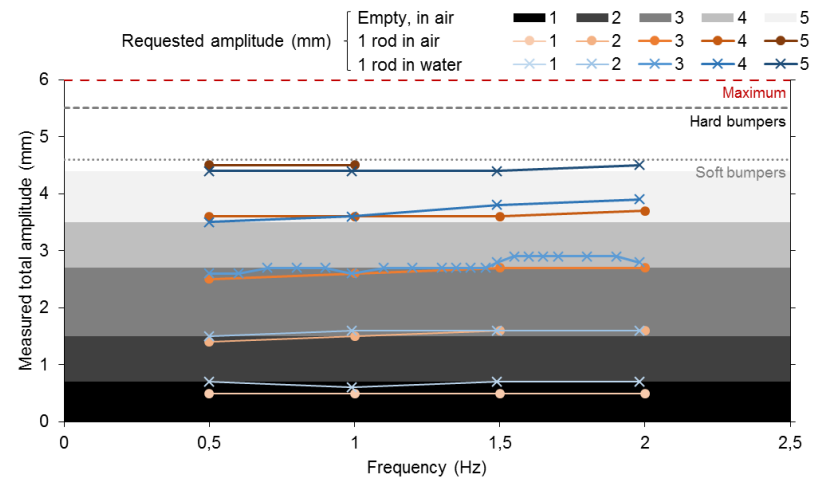 Requested amplitude (mm)
Empty, in air 1 2 3 4 5
1 rod in air 1 2 3 4 5
1 rod in water 1 2 3 4 5
Measured total amplitude (mm)
6
5
4
3
2
1
0
Maximum
Hard bumpers
Soft bumpers
0 0,5 1 1,5 2 2,5
Frequency (Hz)